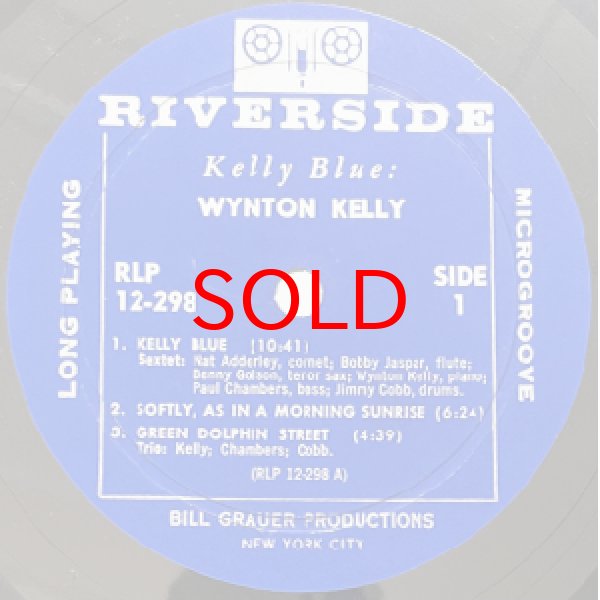 RIVERSIDE
Kelly Blue:
WYNTON KELLY
LONG PLAYING
MICROGROOVE
RLP
12-298
SIDE
1
SOLD
1. KELLY BLUE (10:41)
Sextet: Nat Adderley, cornet; Bobby Jaspar, flute;
Benny Golson, tenor sax; Wynton Kelly, piano;
Paul Chambers, bass; Jimmy Cobb, drums.
2. SOFTLY, AS IN A MORNING SUNRISE (6:24)
3. GREEN DOLPHIN STREET (4:39)
Trio: Kelly; Chambers; Cobb.
(RLP 12-298 A)
BILL GRAUER PRODUCTIONS
NEW YORK CITY